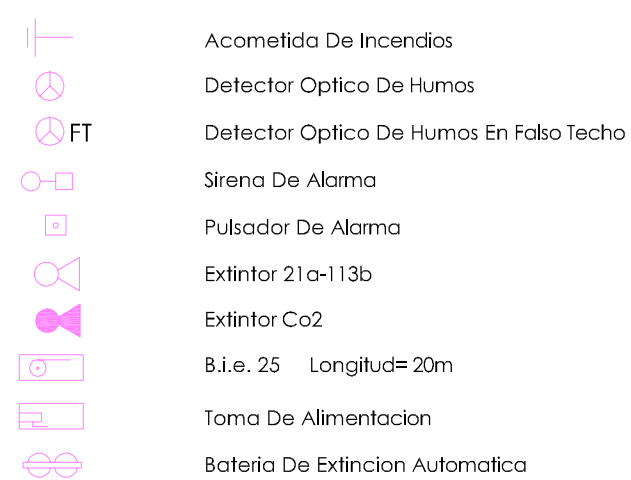 Acometida De Incendios
Detector Optico De Humos
FT Detector Optico De Humos En Falso Techo
Sirena De Alarma
Pulsador De Alarma
Extintor 21a-113b
Extintor Co2
B.i.e. 25 Longitud= 20m
Toma De Alimentacion
Bateria De Extincion Automatica